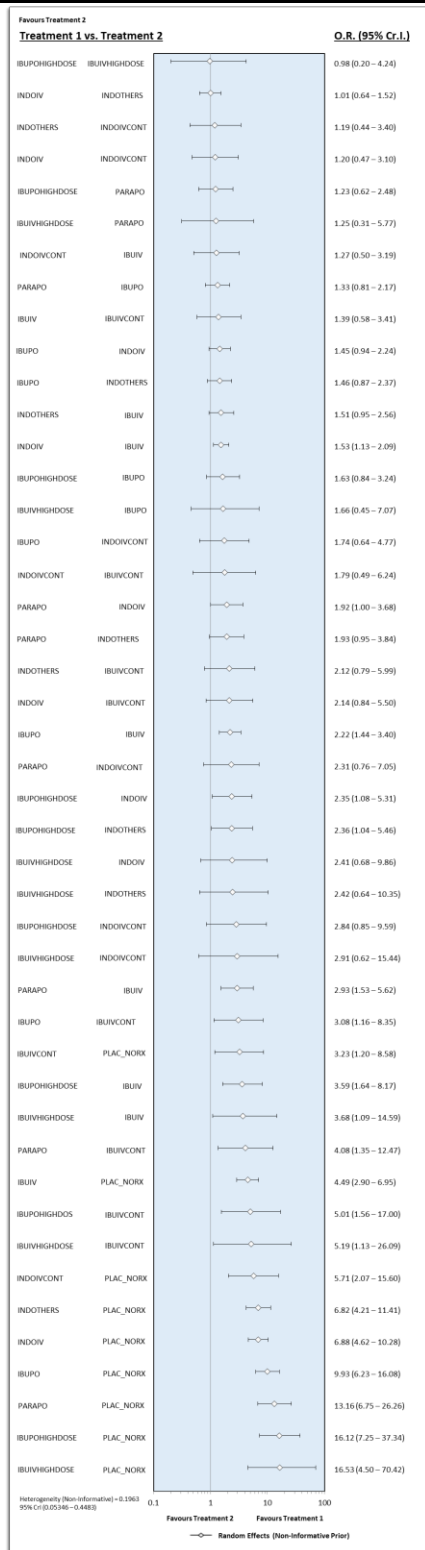 Favours Treatment 2
Treatment 1 vs. Treatment 2 O.R. (95% Cr.I.)
IBUPOHIGHDOSE IBUIVHIGHDOSE 0.98 (0.20 – 4.24)
INDOIV INDOTHERS 1.01 (0.64 – 1.52)
INDOTHERS INDOIVCONT 1.19 (0.44 – 3.40)
INDOIV INDOIVCONT 1.20 (0.47 – 3.10)
IBUPOHIGHDOSE PARAPO 1.23 (0.62 – 2.48)
IBUIVHIGHDOSE PARAPO 1.25 (0.31 – 5.77)
INDOIVCONT IBUIV 1.27 (0.50 – 3.19)
PARAPO IBUPO 1.33 (0.81 – 2.17)
IBUIV IBUIVCONT 1.39 (0.58 – 3.41)
IBUPO INDOIV 1.45 (0.94 – 2.24)
IBUPO INDOTHERS 1.46 (0.87 – 2.37)
INDOTHERS IBUIV 1.51 (0.95 – 2.56)
INDOIV IBUIV 1.53 (1.13 – 2.09)
IBUPOHIGHDOSE IBUPO 1.63 (0.84 – 3.24)
IBUIVHIGHDOSE IBUPO 1.66 (0.45 – 7.07)
IBUPO INDOIVCONT 1.74 (0.64 – 4.77)
INDOIVCONT IBUIVCONT 1.79 (0.49 – 6.24)
PARAPO INDOIV 1.92 (1.00 – 3.68)
PARAPO INDOTHERS 1.93 (0.95 – 3.84)
INDOTHERS IBUIVCONT 2.12 (0.79 – 5.99)
INDOIV IBUIVCONT 2.14 (0.84 – 5.50)
IBUPO IBUIV 2.22 (1.44 – 3.40)
PARAPO INDOIVCONT 2.31 (0.76 – 7.05)
IBUPOHIGHDOSE INDOIV 2.35 (1.08 – 5.31)
IBUPOHIGHDOSE INDOTHERS 2.36 (1.04 – 5.46)
IBUIVHIGHDOSE INDOIV 2.41 (0.68 – 9.86)
IBUIVHIGHDOSE INDOTHERS 2.42 (0.64 – 10.35)
IBUPOHIGHDOSE INDOIVCONT 2.84 (0.85 – 9.59)
IBUIVHIGHDOSE INDOIVCONT 2.91 (0.62 – 15.44)
PARAPO IBUIV 2.93 (1.53 – 5.62)
IBUPO IBUIVCONT 3.08 (1.16 – 8.35)
IBUIVCONT PLAC_NORX 3.23 (1.20 – 8.58)
IBUPOHIGHDOSE IBUIV 3.59 (1.64 – 8.17)
IBUIVHIGHDOSE IBUIV 3.68 (1.09 – 14.59)
PARAPO IBUIVCONT 4.08 (1.35 – 12.47)
IBUIV PLAC_NORX 4.49 (2.90 – 6.95)
IBUPOHIGHDOS IBUIVCONT 5.01 (1.56 – 17.00)
IBUIVHIGHDOSE IBUIVCONT 5.19 (1.13 – 26.09)
INDOIVCONT PLAC_NORX 5.71 (2.07 – 15.60)
INDOTHERS PLAC_NORX 6.82 (4.21 – 11.41)
INDOIV PLAC_NORX 6.88 (4.62 – 10.28)
IBUPO PLAC_NORX 9.93 (6.23 – 16.08)
PARAPO PLAC_NORX 13.16 (6.75 – 26.26)
IBUPOHIGHDOSE PLAC_NORX 16.12 (7.25 – 37.34)
IBUIVHIGHDOSE PLAC_NORX 16.53 (4.50 – 70.42)
Heterogeneity (Non-Informative) = 0.1963
95% CrI (0.05346 – 0.4483)
0.1 1 10 100
Favours Treatment 2 Favours Treatment 1
Random Effects (Non-Informative Prior)